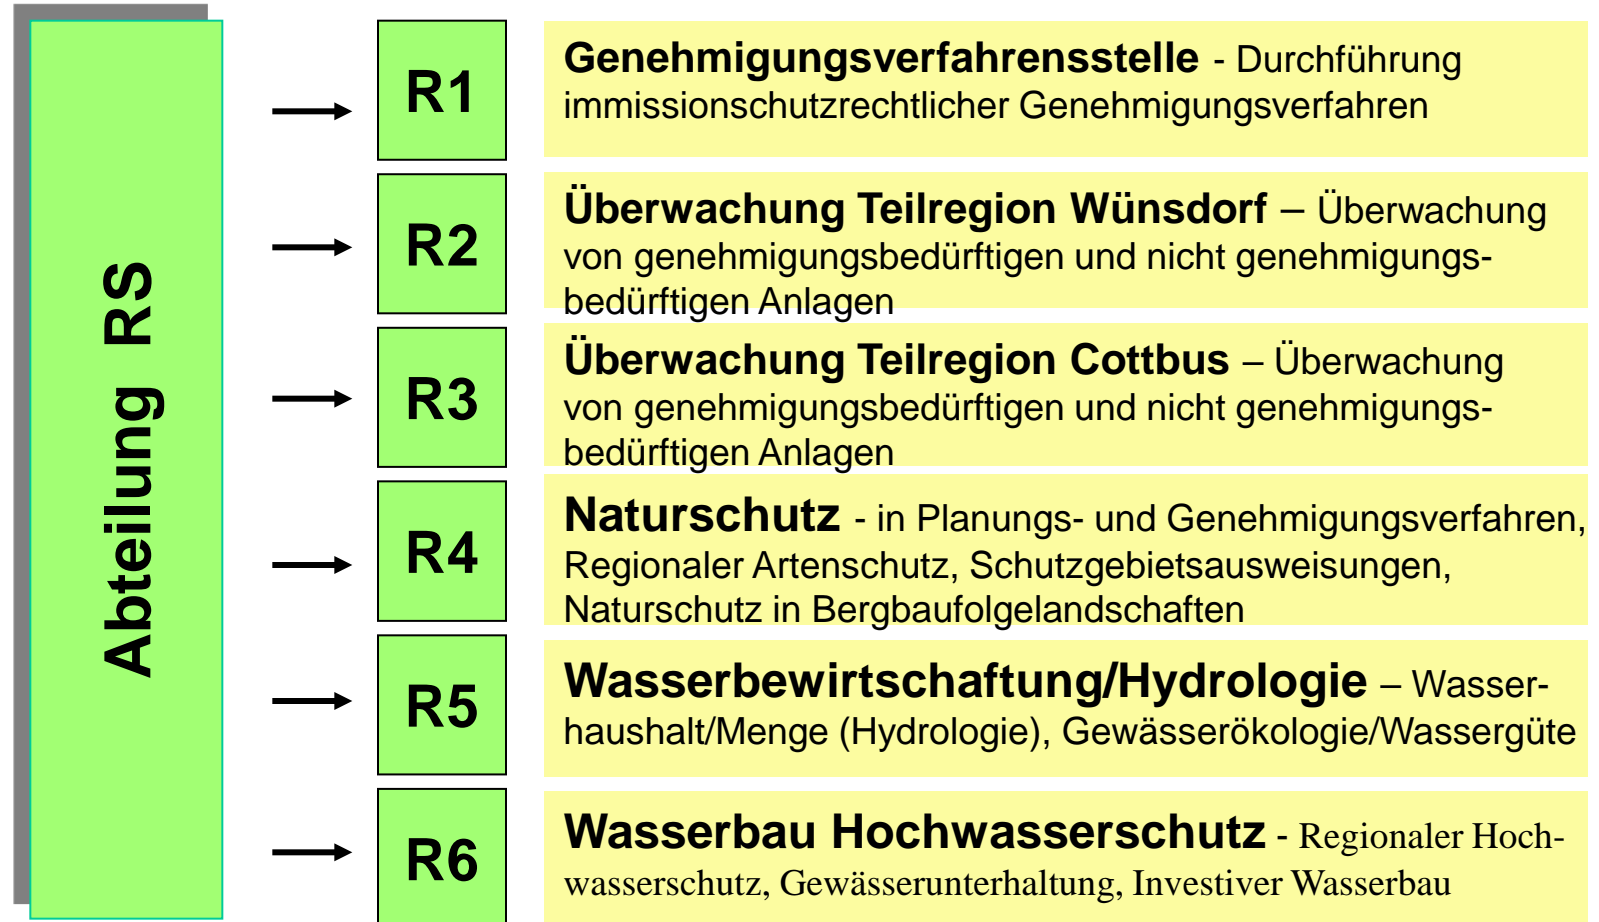 Abteilung RS
R1
Genehmigungsverfahrensstelle - Durchführung
immissionschutzrechtlicher Genehmigungsverfahren
R2
Überwachung Teilregion Wünsdorf – Überwachung
von genehmigungsbedürftigen und nicht genehmigungs-
bedürftigen Anlagen
R3
Überwachung Teilregion Cottbus – Überwachung
von genehmigungsbedürftigen und nicht genehmigungs-
bedürftigen Anlagen
R4
Naturschutz - in Planungs- und Genehmigungsverfahren,
Regionaler Artenschutz, Schutzgebietsausweisungen,
Naturschutz in Bergbaufolgelandschaften
R5
Wasserbewirtschaftung/Hydrologie – Wasser-
haushalt/Menge (Hydrologie), Gewässerökologie/Wassergüte
R6
Wasserbau Hochwasserschutz - Regionaler Hoch-
wasserschutz, Gewässerunterhaltung, Investiver Wasserbau